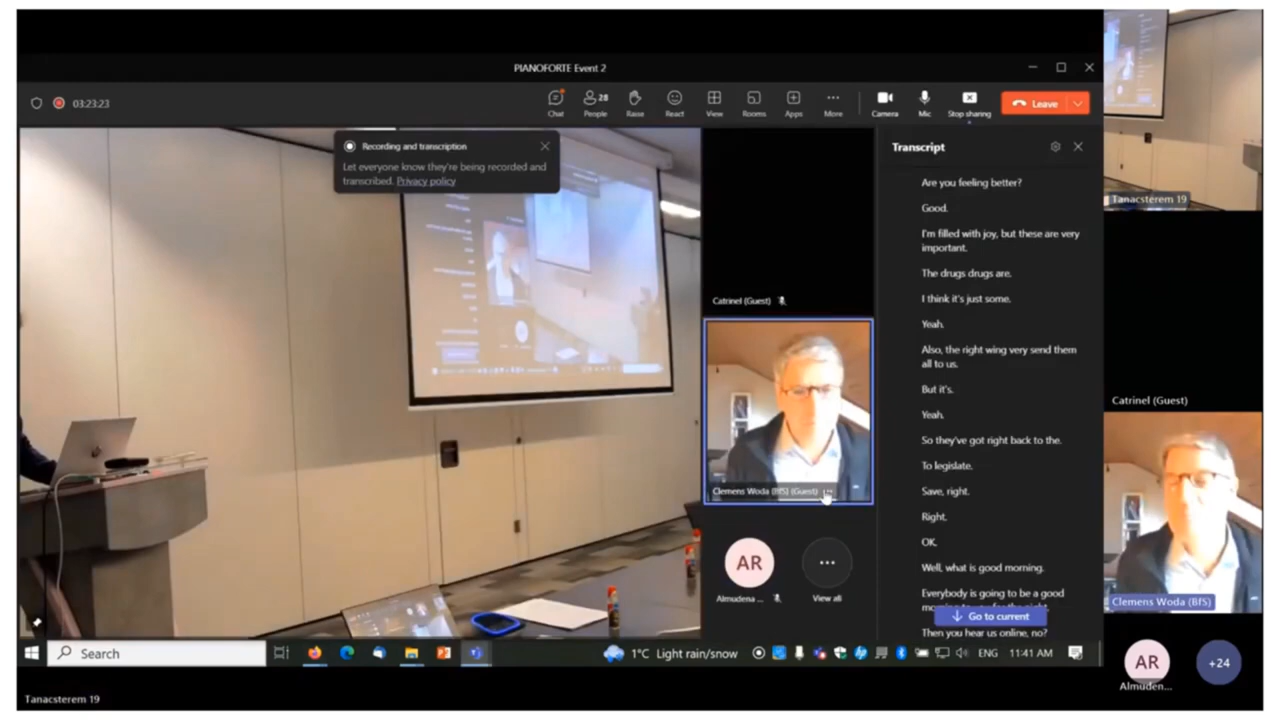 PIANOFORTE Event 2
03:23:23
Chat
People 28
Raise
React
View
Rooms
Apps
More
Camera
Mic
Stop sharing
Leave
Recording and transcription
Let everyone know they're being recorded and
transcribed. Privacy policy
Transcript
Are you feeling better?
Good.
I'm filled with joy, but these are very
important.
The drugs drugs are.
I think it's just some.
Yeah.
Also, the right wing very send them
all to us.
But it's.
Yeah.
So they've got right back to the.
To legislate.
Save, right.
Right.
OK.
Well, what is good morning.
Everybody is going to be a good
Go to current
Then you hear us online, no?
Catrinel (Guest)
Clemens Woda (BfS) (Guest)
AR
Almudena ...
View all
Tanacsterem 19
Catrinel (Guest)
Clemens Woda (BfS)
AR
Almuden...
+24
Search
1°C Light rain/snow
ENG
11:41 AM
Tanacsterem 19